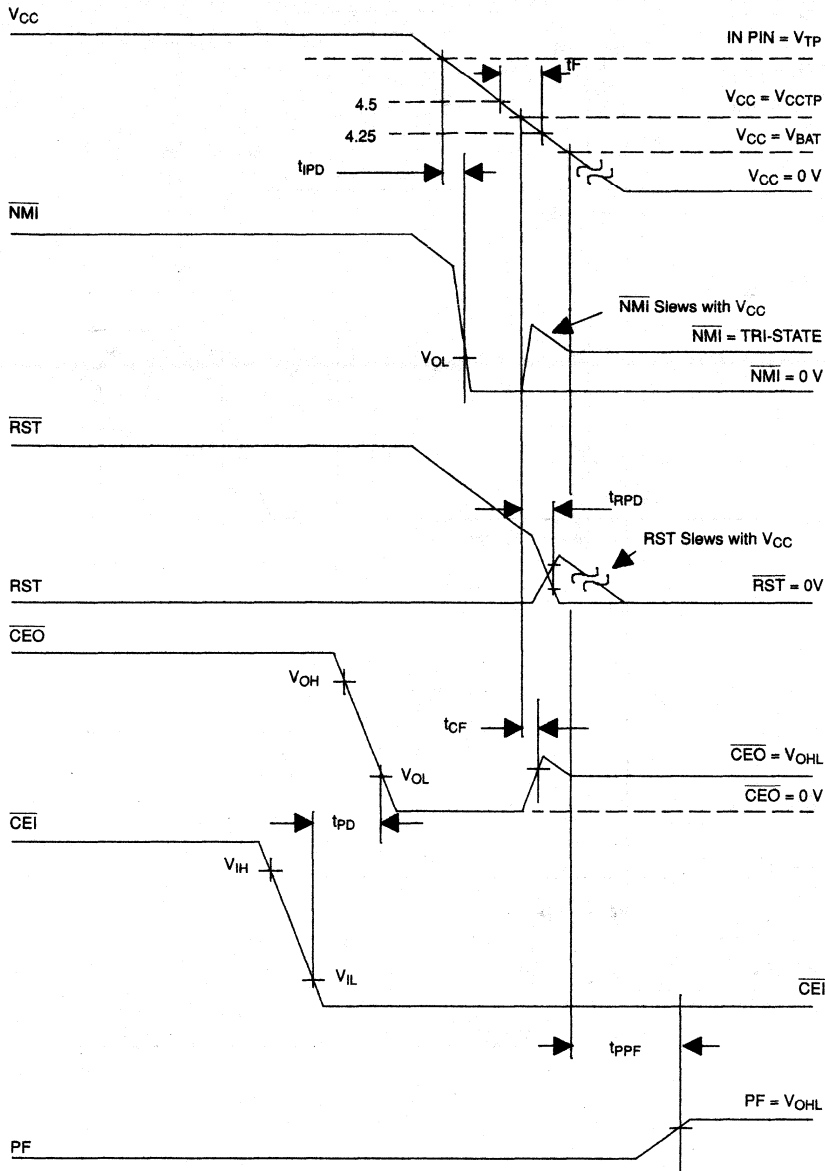 VCC
IN PIN = VTP
tF
4.5
VCC = VCCTP
4.25
VCC = VBAT
tIPD
VCC = 0 V
NMI
NMI Slews with VCC
NMI = TRI-STATE
VOL
NMI = 0 V
RST
tRPD
RST Slews with VCC
RST
RST = 0V
CEO
VOH
tCF
CEO = VOHL
VOL
CEO = 0 V
CEI
tPD
VIH
VIL
CEI
tPPF
PF = VOHL
PF